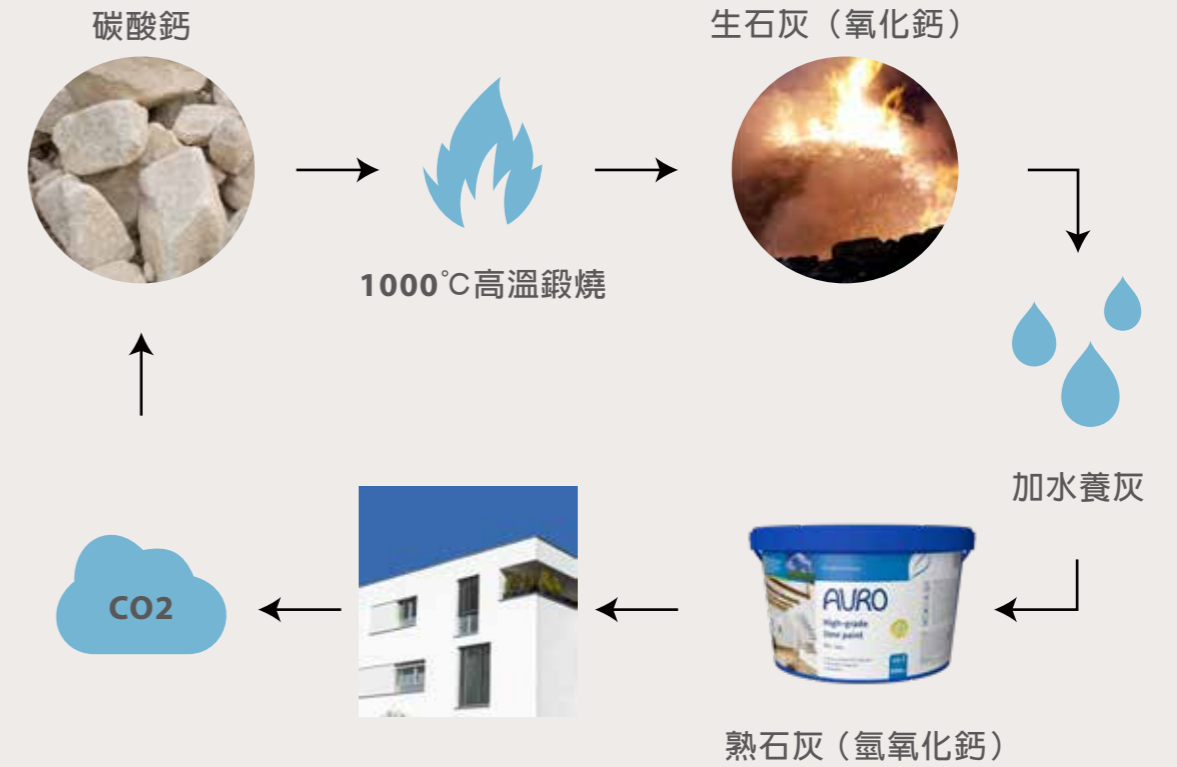 碳酸鈣
生石灰（氧化鈣）
1000℃高溫鍛燒
加水養灰
CO2
AURO
High-grade
lime paint
熟石灰（氫氧化鈣）